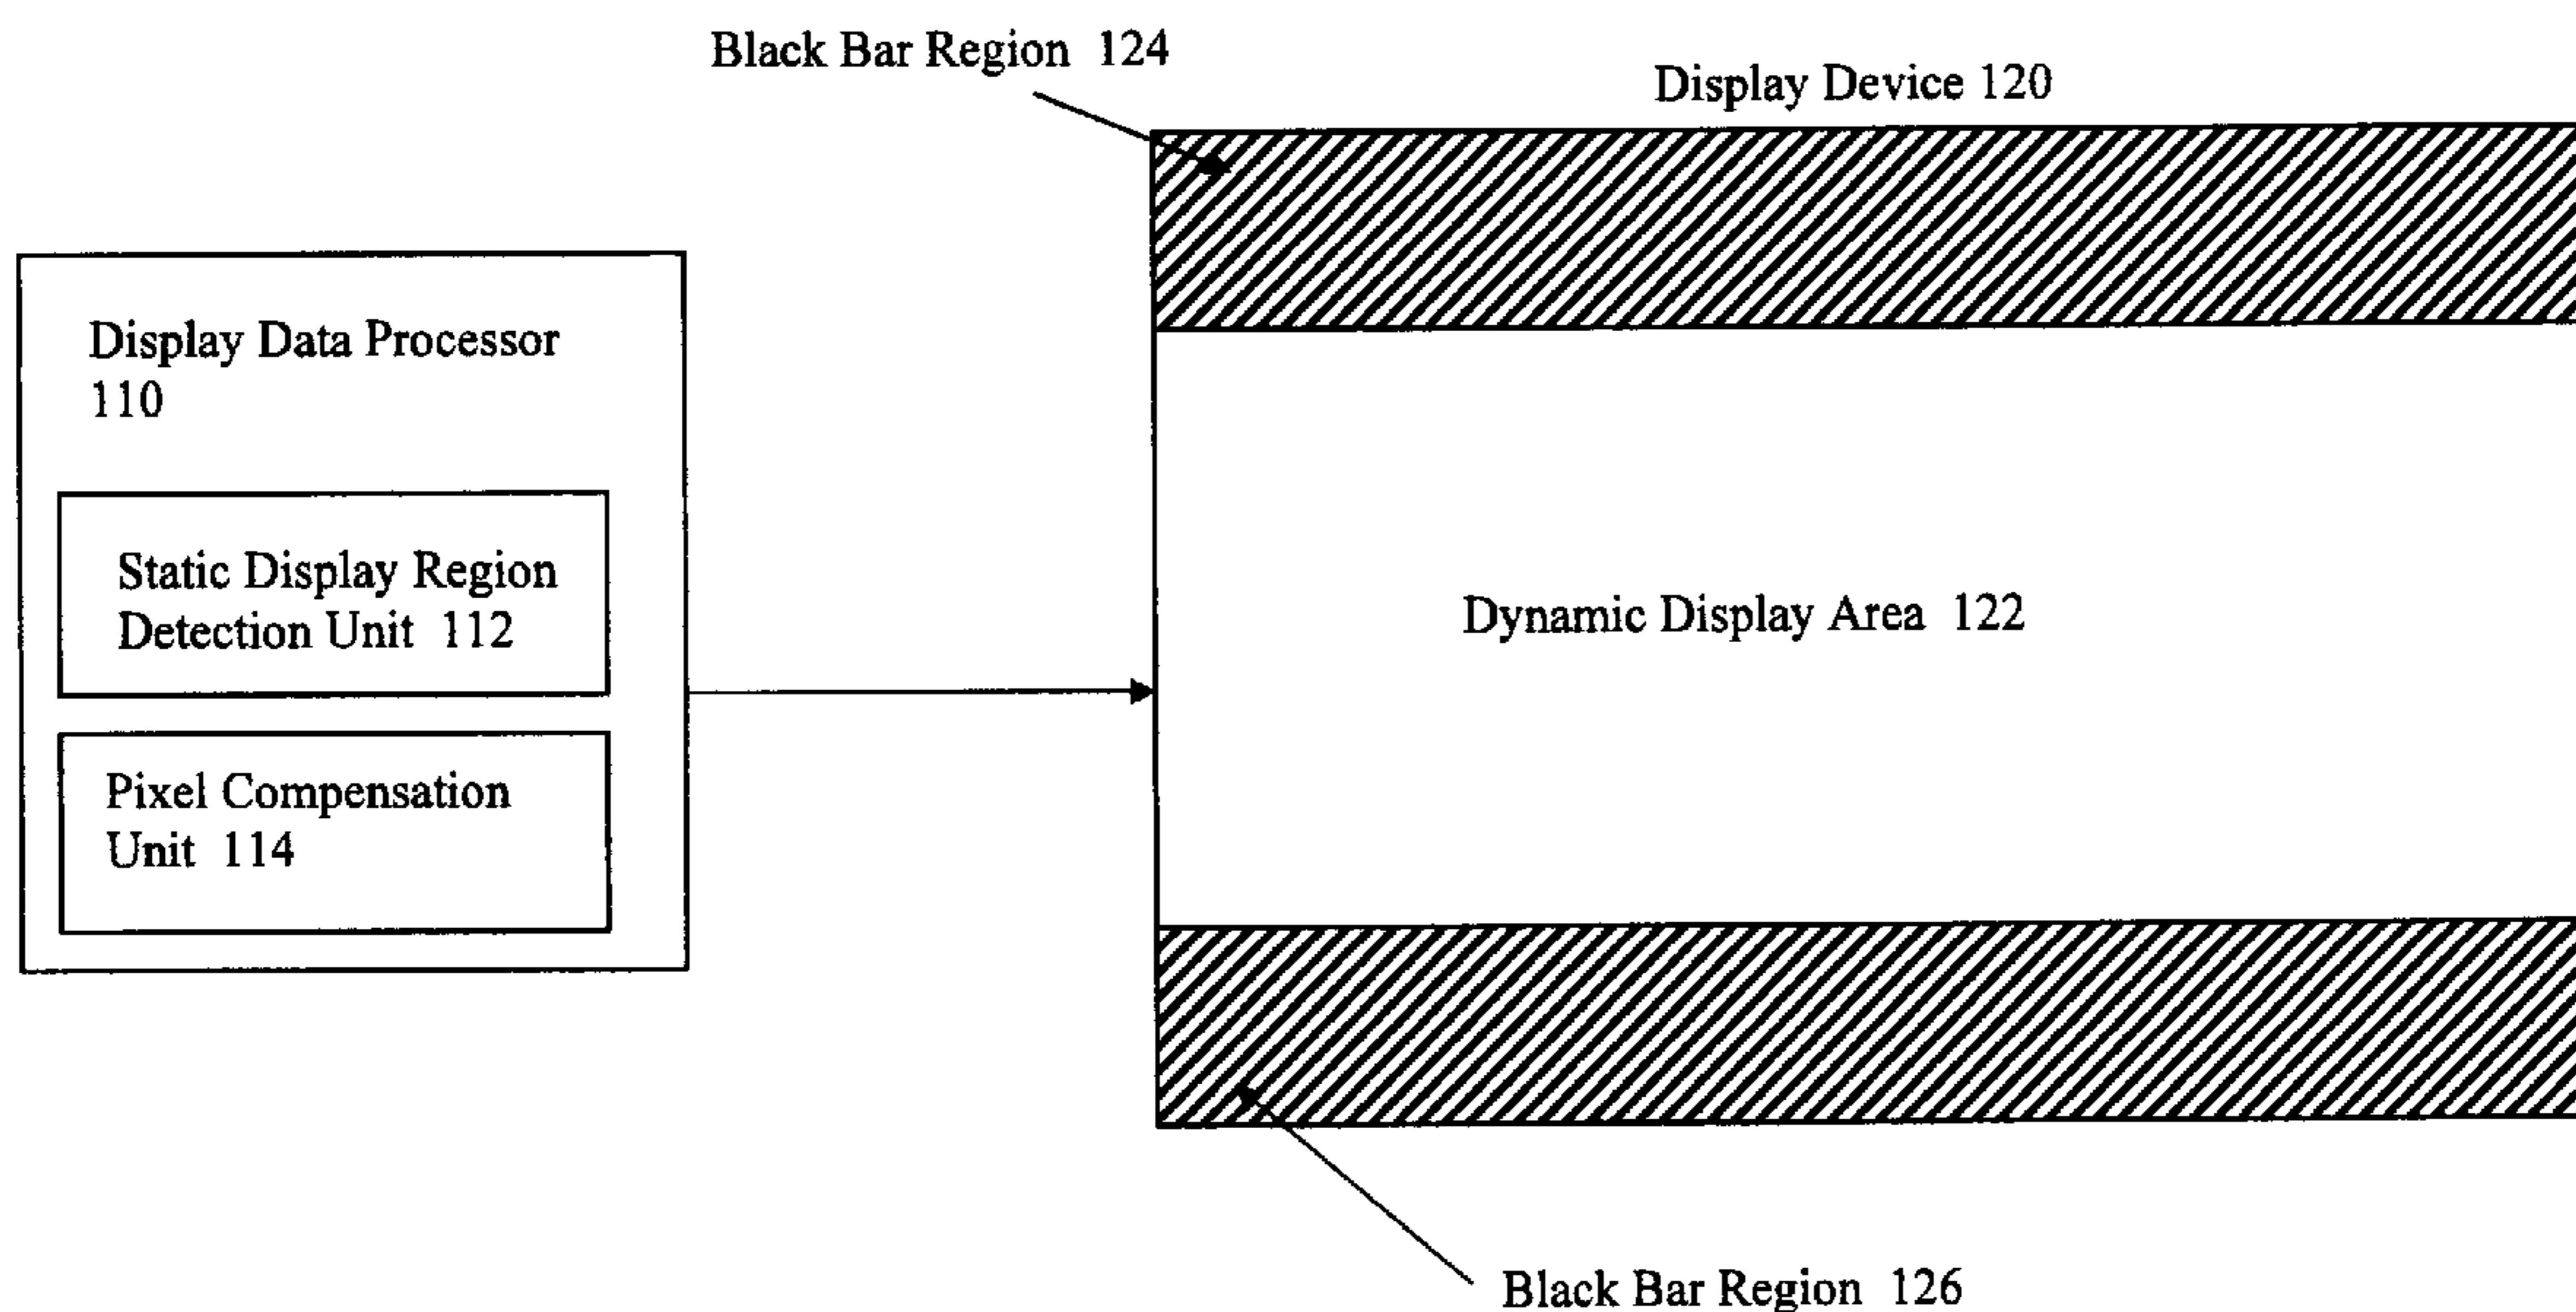 Black Bar Region 124
Display Device 120
Display Data Processor
110
Static Display Region
Detection Unit 112
Pixel Compensation
Unit 114
Dynamic Display Area 122
Black Bar Region 126